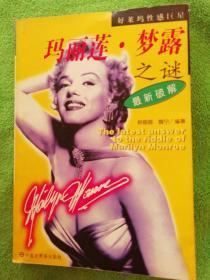 好莱坞性感巨星
玛丽莲·梦露
之谜
最新破解
The latest answer
to the riddle of
Marilyn Monroe
Marilyn Monroe